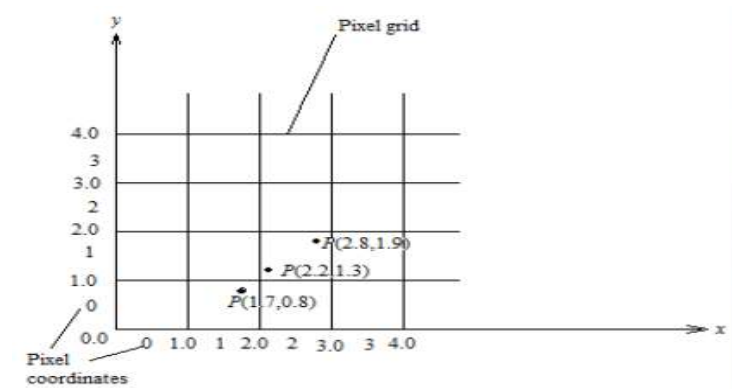 y
Pixel grid
4.0
3
3.0
2
2.0
P(2.8,1.9)
1
P(2.2,1.3)
1.0
P(1.7,0.8)
0
0.0
0 1.0 1 2.0 2 3.0 3 4.0
x
Pixel
coordinates